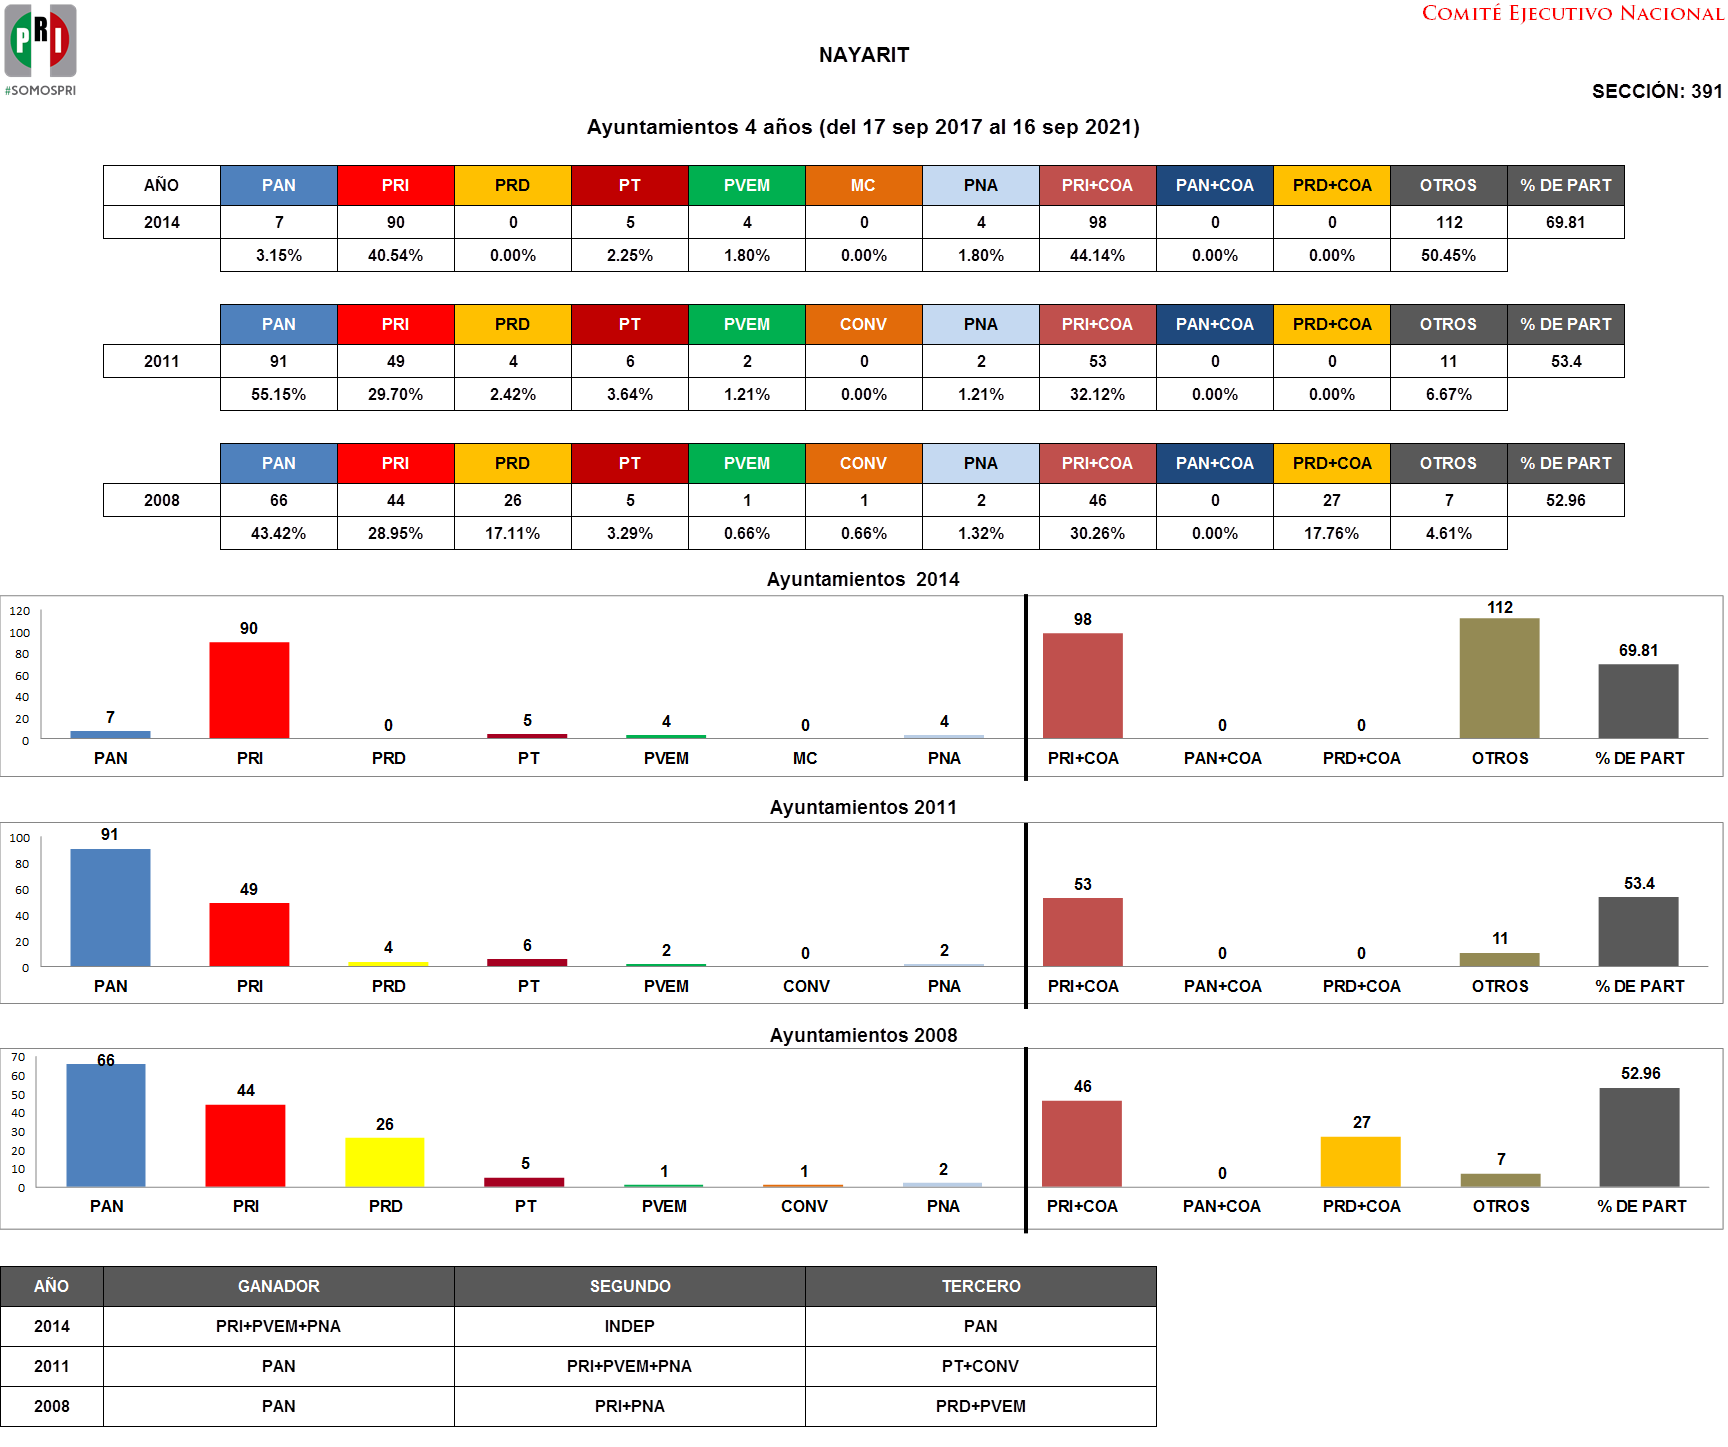 PRI
#SOMOSPRI
COMITÉ EJECUTIVO NACIONAL
NAYARIT
SECCIÓN: 391
Ayuntamientos 4 años (del 17 sep 2017 al 16 sep 2021)
AÑO PAN PRI PRD PT PVEM MC PNA PRI+COA PAN+COA PRD+COA OTROS % DE PART
2014 7 90 0 5 4 0 4 98 0 0 112 69.81
3.15% 40.54% 0.00% 2.25% 1.80% 0.00% 1.80% 44.14% 0.00% 0.00% 50.45%
PAN PRI PRD PT PVEM CONV PNA PRI+COA PAN+COA PRD+COA OTROS % DE PART
2011 91 49 4 6 2 0 2 53 0 0 11 53.4
55.15% 29.70% 2.42% 3.64% 1.21% 0.00% 1.21% 32.12% 0.00% 0.00% 6.67%
PAN PRI PRD PT PVEM CONV PNA PRI+COA PAN+COA PRD+COA OTROS % DE PART
2008 66 44 26 5 1 1 2 46 0 27 7 52.96
43.42% 28.95% 17.11% 3.29% 0.66% 0.66% 1.32% 30.26% 0.00% 17.76% 4.61%
Ayuntamientos 2014
120
100
80
60
40
20
0
7 90 0 5 4 0 4 98 0 0 112 69.81
PAN PRI PRD PT PVEM MC PNA PRI+COA PAN+COA PRD+COA OTROS % DE PART
Ayuntamientos 2011
100
80
60
40
20
0
91 49 4 6 2 0 2 53 0 0 11 53.4
PAN PRI PRD PT PVEM CONV PNA PRI+COA PAN+COA PRD+COA OTROS % DE PART
Ayuntamientos 2008
70
60
50
40
30
20
10
0
66 44 26 5 1 1 2 46 0 27 7 52.96
PAN PRI PRD PT PVEM CONV PNA PRI+COA PAN+COA PRD+COA OTROS % DE PART
AÑO GANADOR SEGUNDO TERCERO
2014 PRI+PVEM+PNA INDEP PAN
2011 PAN PRI+PVEM+PNA PT+CONV
2008 PAN PRI+PNA PRD+PVEM